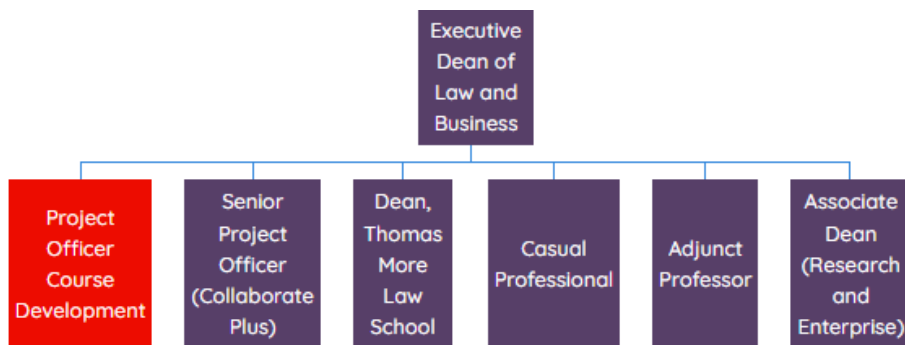 Executive
Dean of
Law and
Business
Project
Officer
Course
Development
Senior
Project
Officer
(Collaborate
Plus)
Dean,
Thomas
More
Law
School
Casual
Professional
Adjunct
Professor
Associate
Dean
(Research
and
Enterprise)